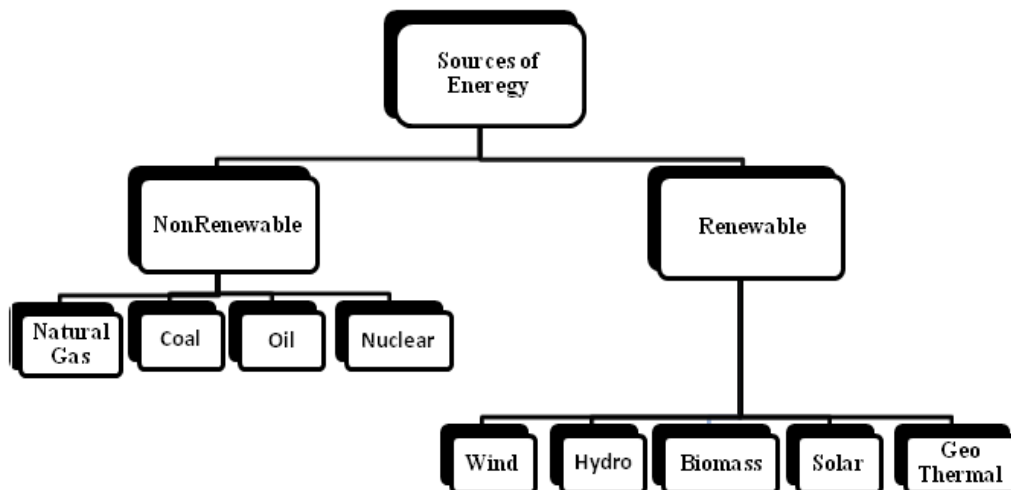 Sources of
Eneregy
NonRenewable
Renewable
Natural
Gas
Coal
Oil
Nuclear
Wind
Hydro
Biomass
Solar
Geo
Thermal